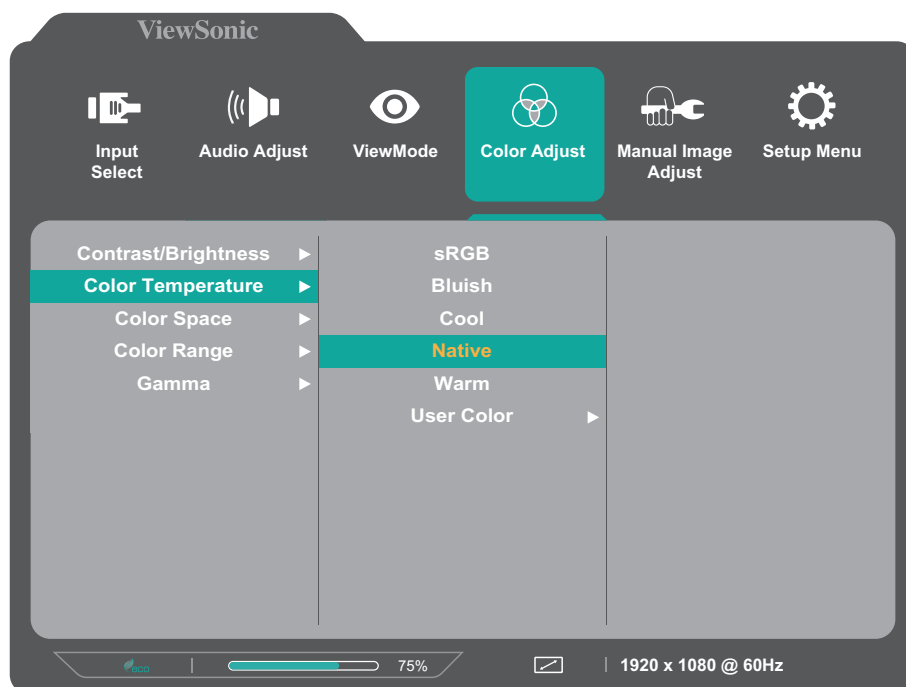 ViewSonic
Input
Select
Audio Adjust
ViewMode
Color Adjust
Manual Image
Adjust
Setup Menu
Contrast/Brightness
Color Temperature
Color Space
Color Range
Gamma
sRGB
Bluish
Cool
Native
Warm
User Color
eco
75%
1920 x 1080 @ 60Hz